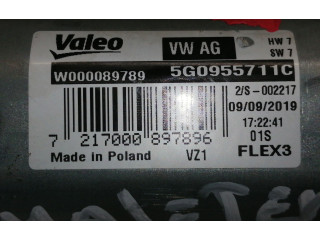 Valeo VW AG HW 7
SW 7
W000089789 5G0955711C
2/S-002217
09/09/2019
17:22:41
7 217000 897896 01S
Made in Poland VZ1 FLEX3